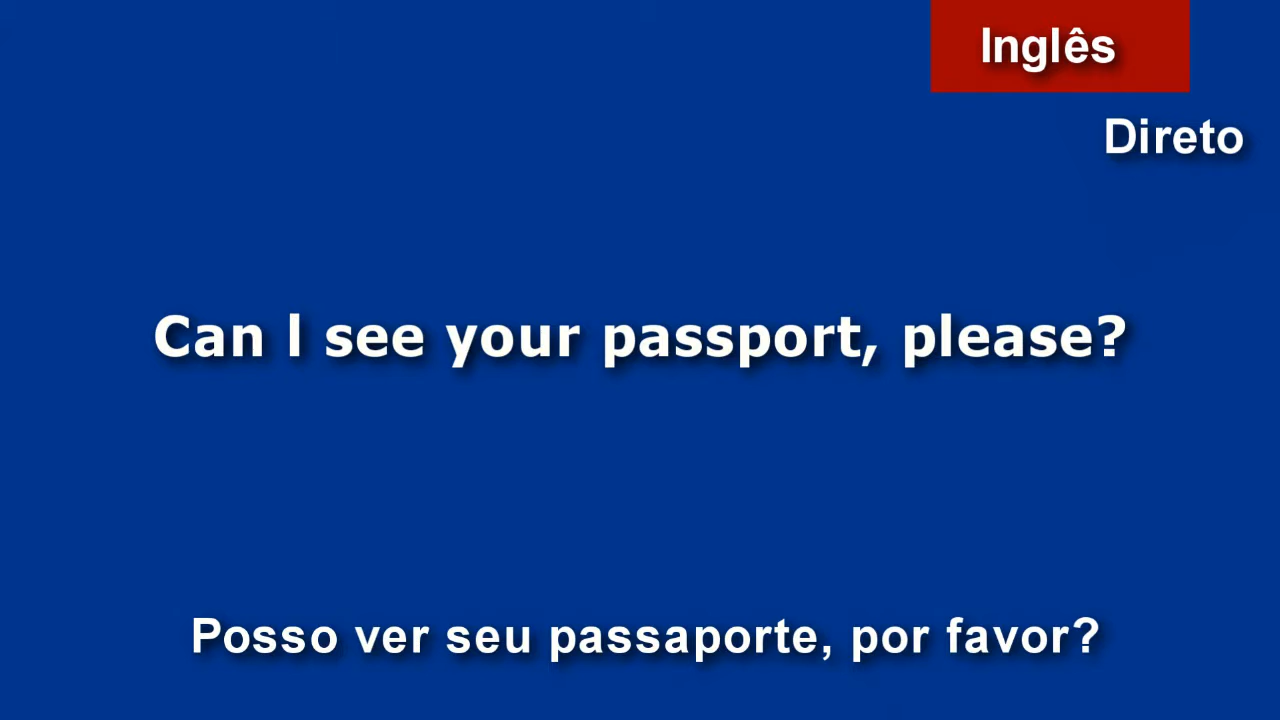 Inglês
Direto
Can I see your passport, please?
Posso ver seu passaporte, por favor?